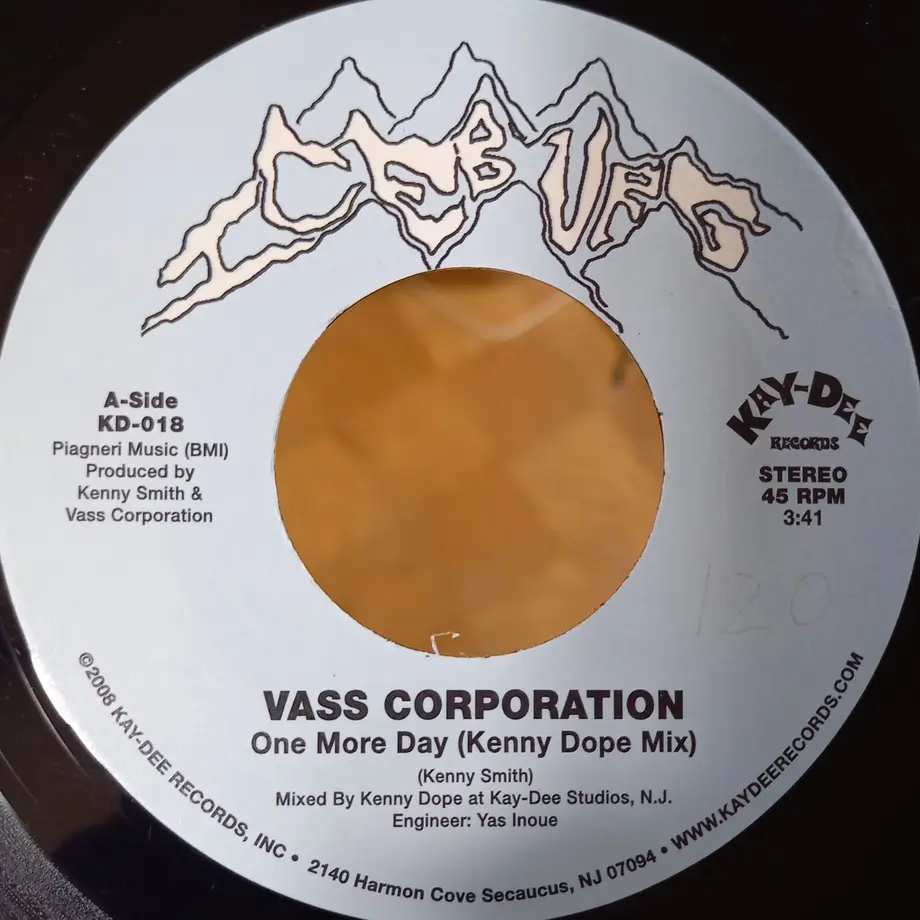 ICEBURG
A-Side
KD-018
Piagneri Music (BMI)
Produced by
Kenny Smith &
Vass Corporation
KAY-DEE
RECORDS
STEREO
45 RPM
3:41
120
VASS CORPORATION
One More Day (Kenny Dope Mix)
(Kenny Smith)
Mixed By Kenny Dope at Kay-Dee Studios, N.J.
Engineer: Yas Inoue
©2008 KAY-DEE RECORDS, INC • 2140 Harmon Cove Secaucus, NJ 07094 • WWW.KAYDEERECORDS.COM